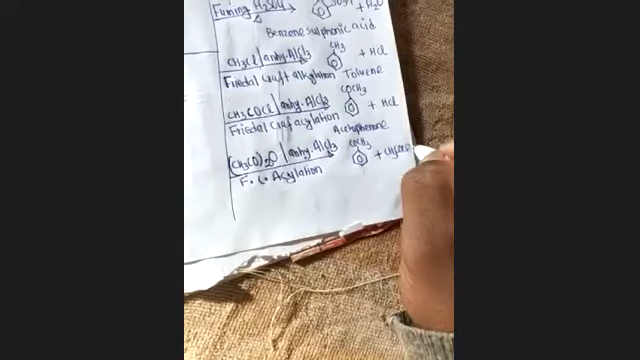 Fuming H2SO4 + H2O
Benzene sulphonic acid
CH3Cl | anhy. AlCl3 CH3 + HCl
Friedal Craft alkylation Toluene
CH3COCl | anhy. AlCl3 COCH3 + HCl
Friedal Craft acylation Acetophenone
(CH3CO)2O | anhy. AlCl3 COCH3 +
F. C. Acylation